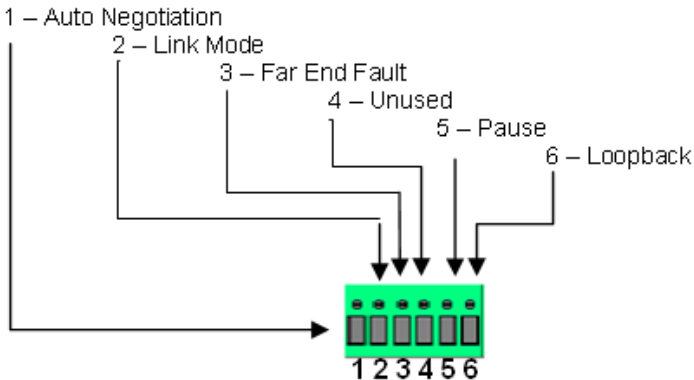 1 – Auto Negotiation
2 – Link Mode
3 – Far End Fault
4 – Unused
5 – Pause
6 – Loopback
1 2 3 4 5 6